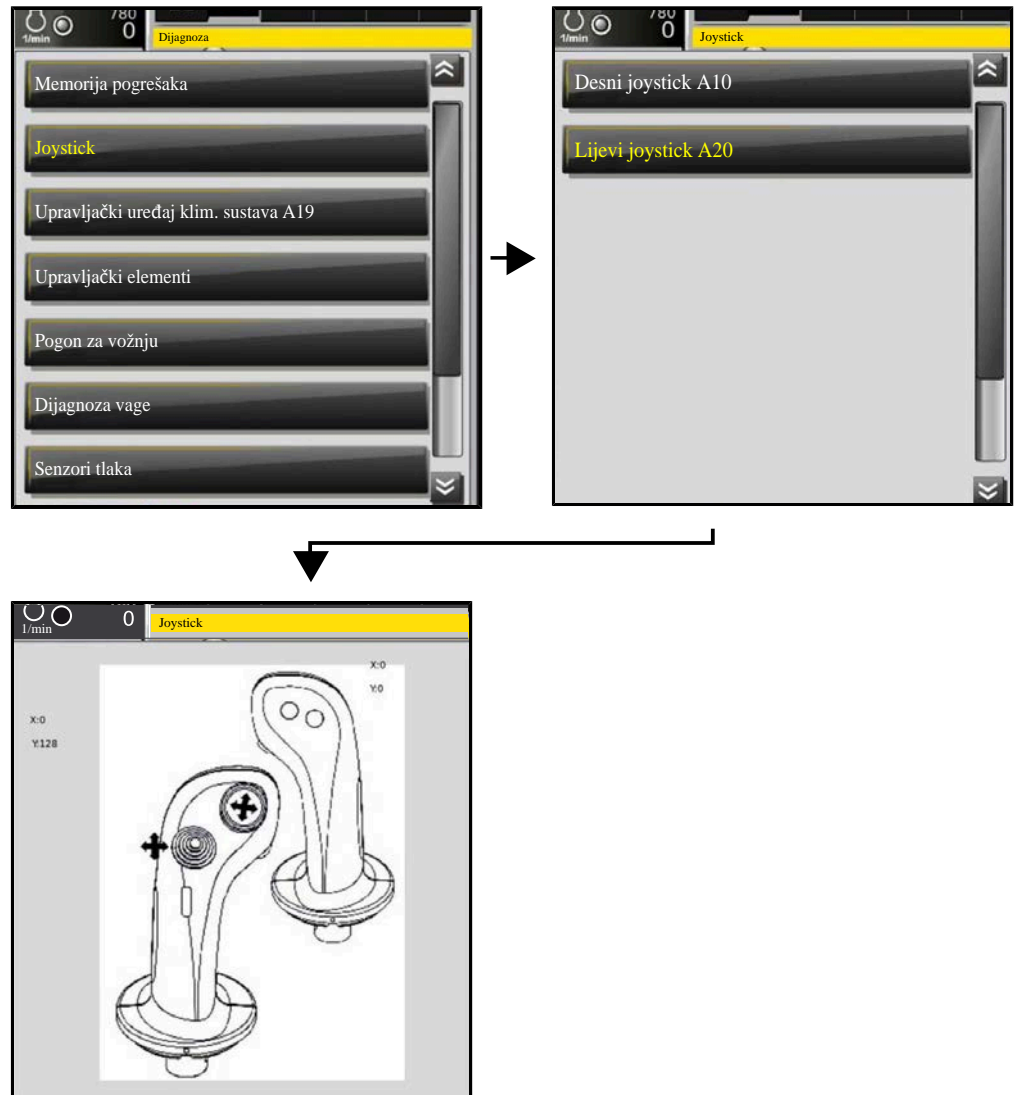 780
1/min
0
Dijagnoza
Memorija pogrešaka
Joystick
Upravljački uređaj klim. sustava A19
Upravljački elementi
Pogon za vožnju
Dijagnoza vage
Senzori tlaka
780
1/min
0
Joystick
Desni joystick A10
Lijevi joystick A20
1/min
0
Joystick
X:0
Y:0
X:0
Y:128